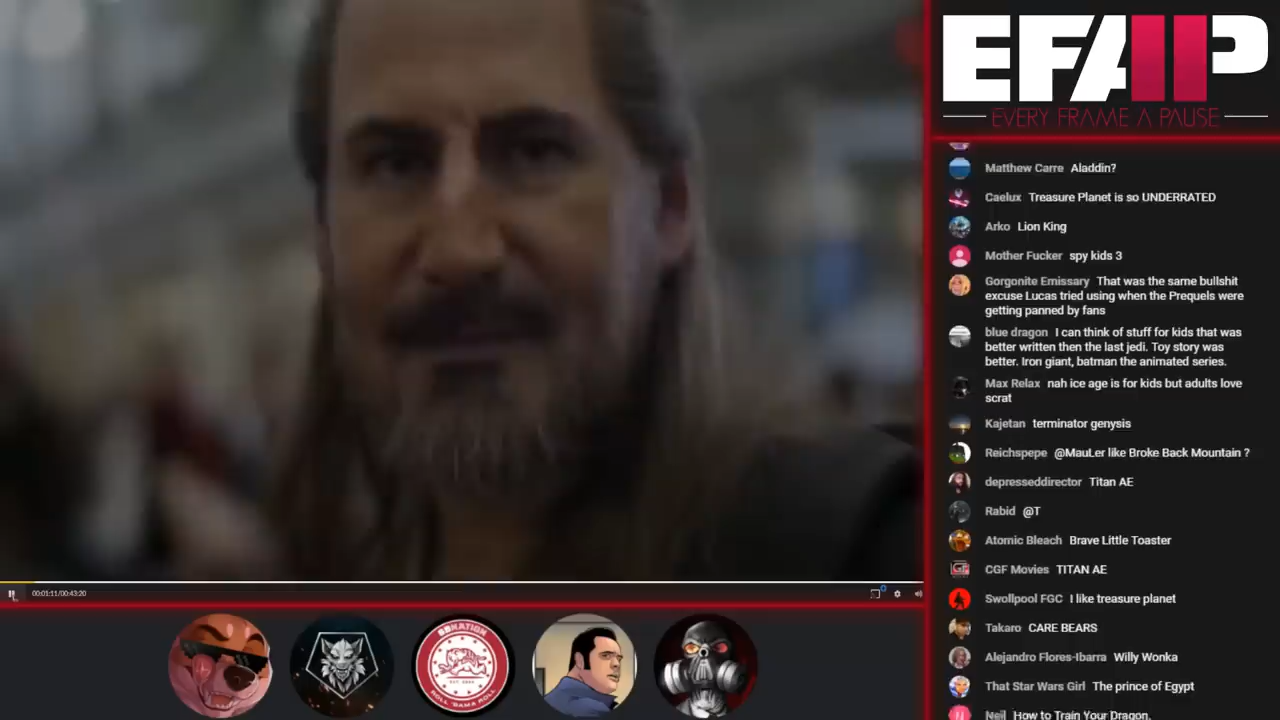 EFAP
EVERY FRAME A PAUSE
Matthew Carre Aladdin?
Caelux Treasure Planet is so UNDERRATED
Arko Lion King
Mother Fucker spy kids 3
Gorgonite Emissary That was the same bullshit
excuse Lucas tried using when the Prequels were
getting panned by fans
blue dragon I can think of stuff for kids that was
better written then the last jedi. Toy story was
better. Iron giant, batman the animated series.
Max Relax nah ice age is for kids but adults love
scrat
Kajetan terminator genysis
Reichspepe @MauLer like Broke Back Mountain ?
depresseddirector Titan AE
Rabid @T
Atomic Bleach Brave Little Toaster
CGF Movies TITAN AE
Swollpool FGC I like treasure planet
Takaro CARE BEARS
Alejandro Flores-Ibarra Willy Wonka
That Star Wars Girl The prince of Egypt
Neil How to Train Your Dragon,
00:01:11/00:43:20
BBNATION
ROLL 'BAMA ROLL